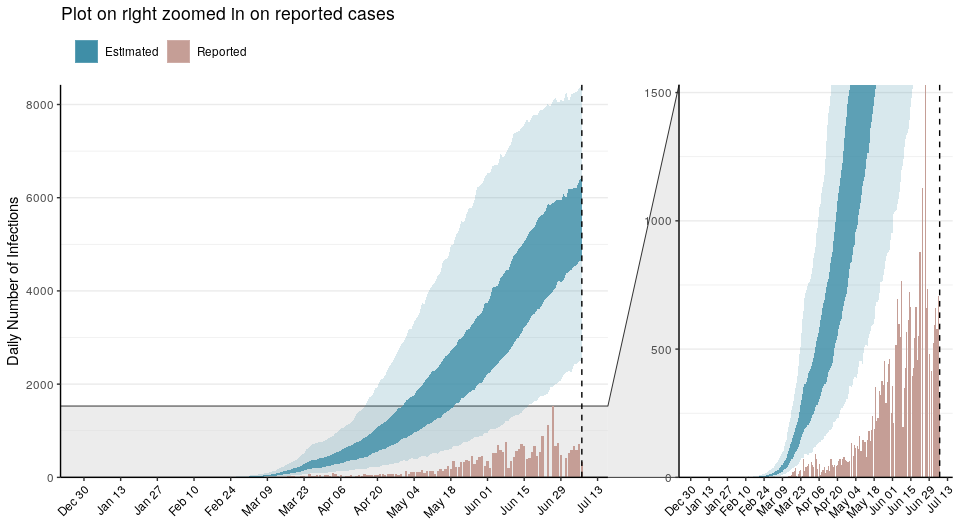 Plot on right zoomed in on reported cases
Estimated Reported
Daily Number of Infections
8000
6000
4000
2000
0
Dec 30 Jan 13 Jan 27 Feb 10 Feb 24 Mar 09 Mar 23 Apr 06 Apr 20 May 04 May 18 Jun 01 Jun 15 Jun 29 Jul 13
1500
1000
500
0
Dec 30 Jan 13 Jan 27 Feb 10 Feb 24 Mar 09 Mar 23 Apr 06 Apr 20 May 04 May 18 Jun 01 Jun 15 Jun 29 Jul 13